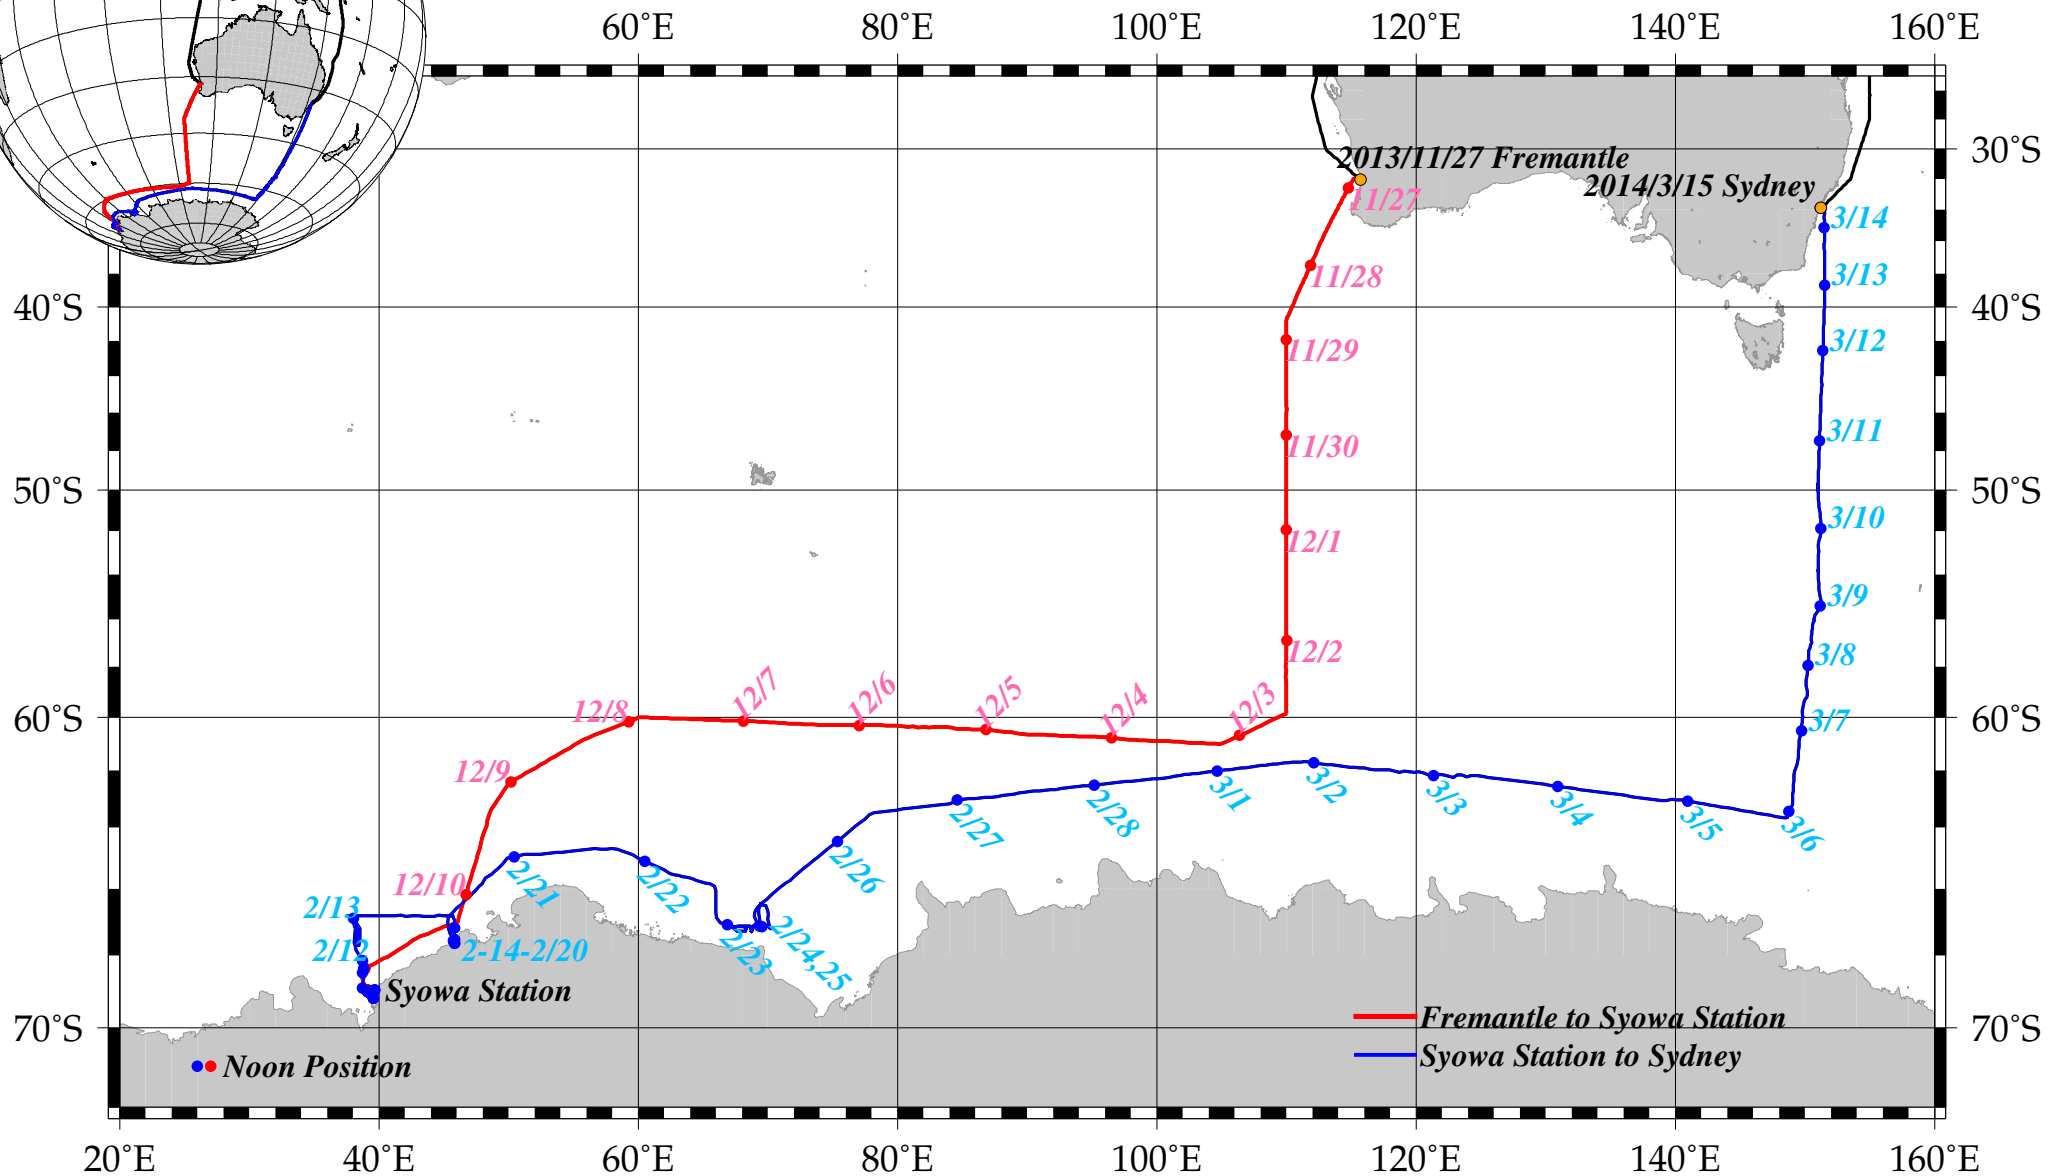 60°E 80°E 100°E 120°E 140°E 160°E
30°S 30°S
2013/11/27 Fremantle
2014/3/15 Sydney
11/27
3/14
3/13
11/28
40°S 40°S
3/12
11/29
3/11
11/30
50°S 50°S
3/10
12/1
3/9
12/2
3/8
12/8 12/7 12/6 12/5 12/4 12/3
60°S 60°S
3/7
12/9
3/1 3/2 3/3 3/4 3/5 3/6
2/26 2/27 2/28
12/10
2/21 2/22
2/13
2/12
2-14-2/20
2/23 2/24,25
Syowa Station
Fremantle to Syowa Station
70°S 70°S
Syowa Station to Sydney
Noon Position
20°E 40°E 60°E 80°E 100°E 120°E 140°E 160°E